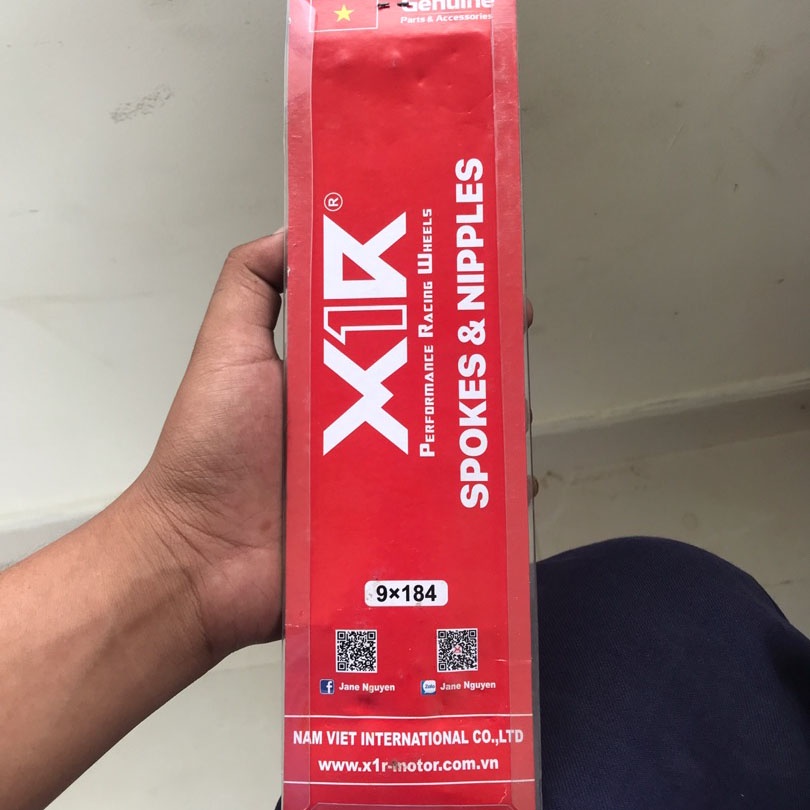 Genuine
Parts & Accessories
X1R®
PERFORMANCE RACING WHEELS
SPOKES & NIPPLES
9×184
Jane Nguyen
Zalo
Jane Nguyen
NAM VIET INTERNATIONAL CO.,LTD
www.x1r-motor.com.vn